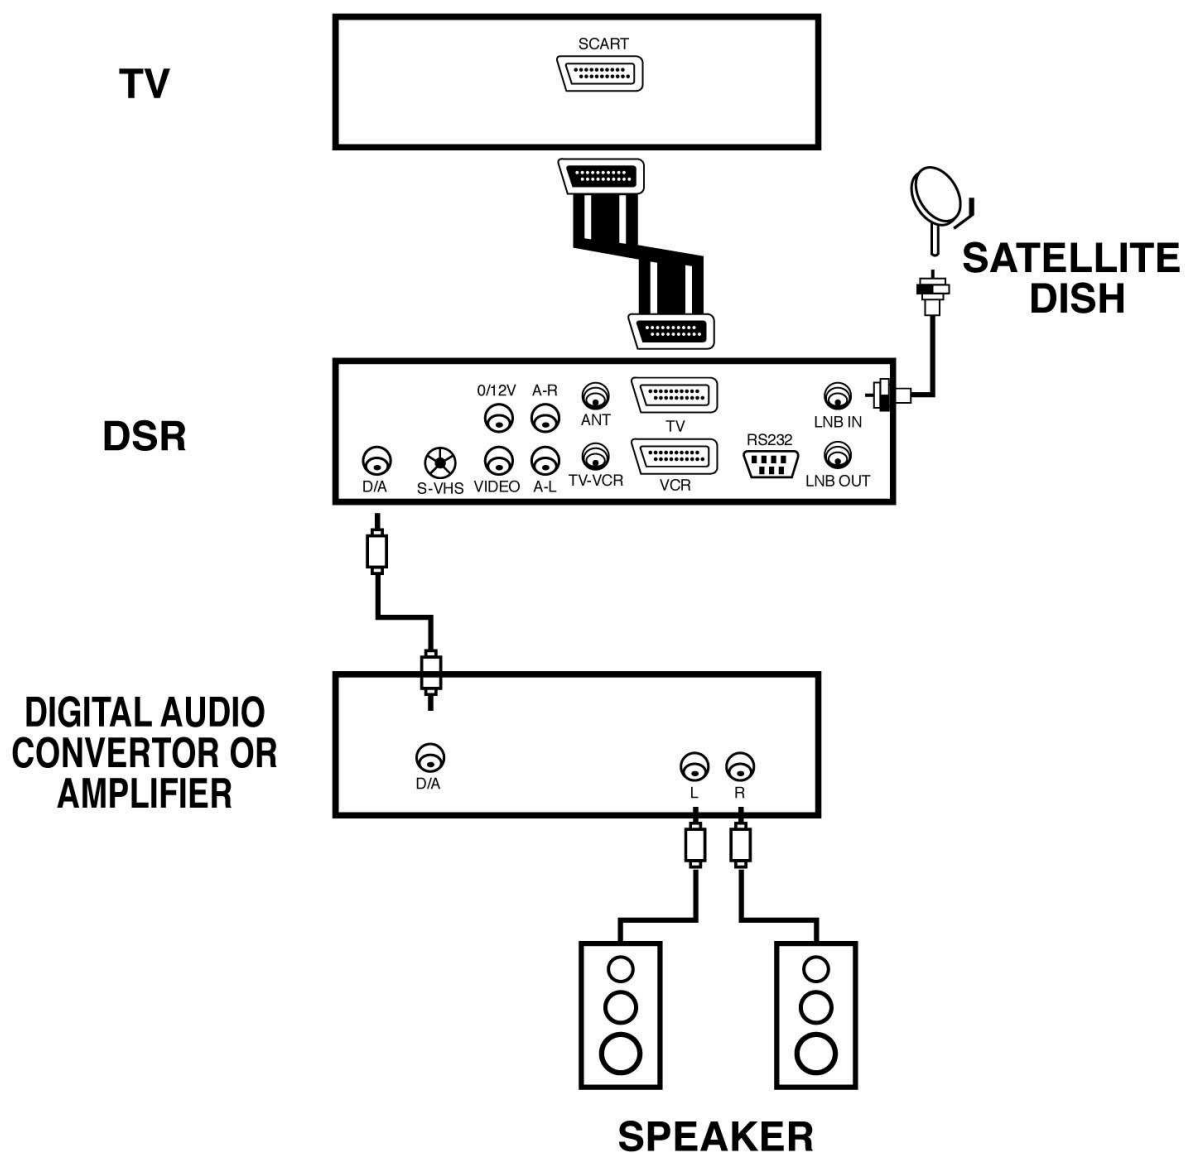 SCART
TV
SATELLITE
DISH
0/12V A-R
ANT
TV
LNB IN
DSR
RS232
D/A
S-VHS
VIDEO
A-L
TV-VCR
VCR
LNB OUT
DIGITAL AUDIO
CONVERTOR OR
AMPLIFIER
D/A
L
R
SPEAKER